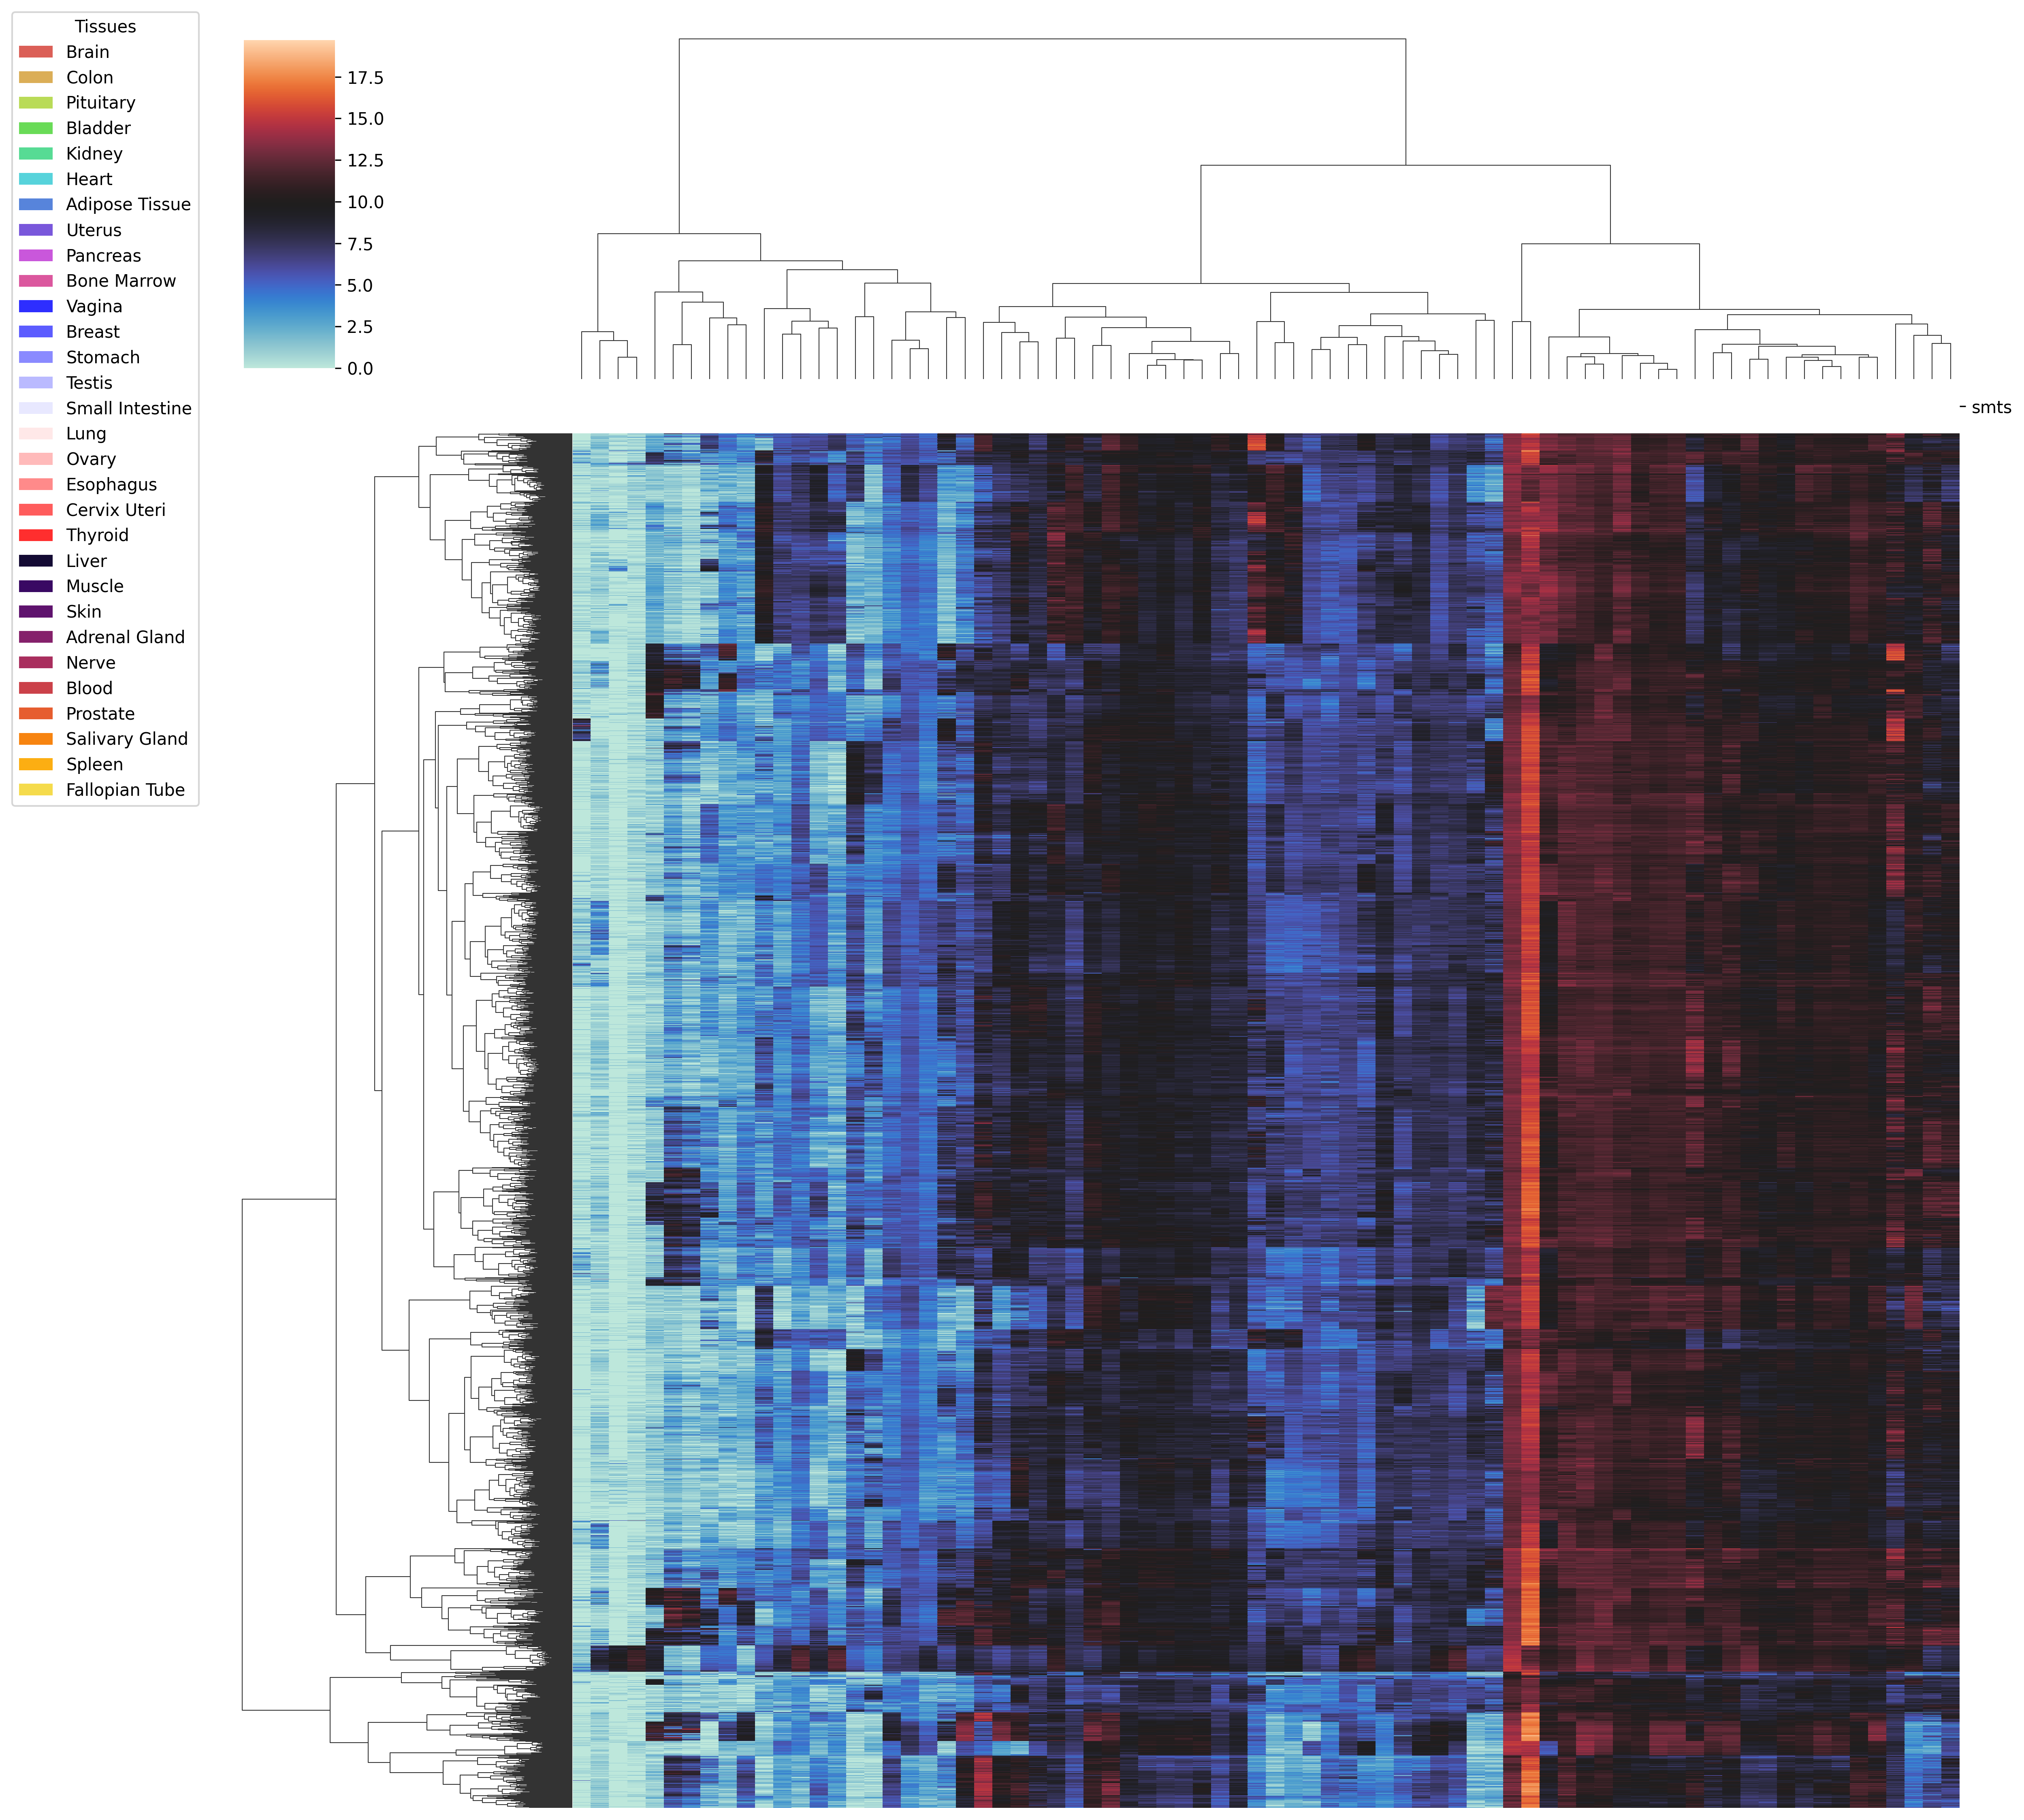 Tissues
Brain
Colon
Pituitary
Bladder
Kidney
Heart
Adipose Tissue
Uterus
Pancreas
Bone Marrow
Vagina
Breast
Stomach
Testis
Small Intestine
Lung
Ovary
Esophagus
Cervix Uteri
Thyroid
Liver
Muscle
Skin
Adrenal Gland
Nerve
Blood
Prostate
Salivary Gland
Spleen
Fallopian Tube
17.5
15.0
12.5
10.0
7.5
5.0
2.5
0.0
smts